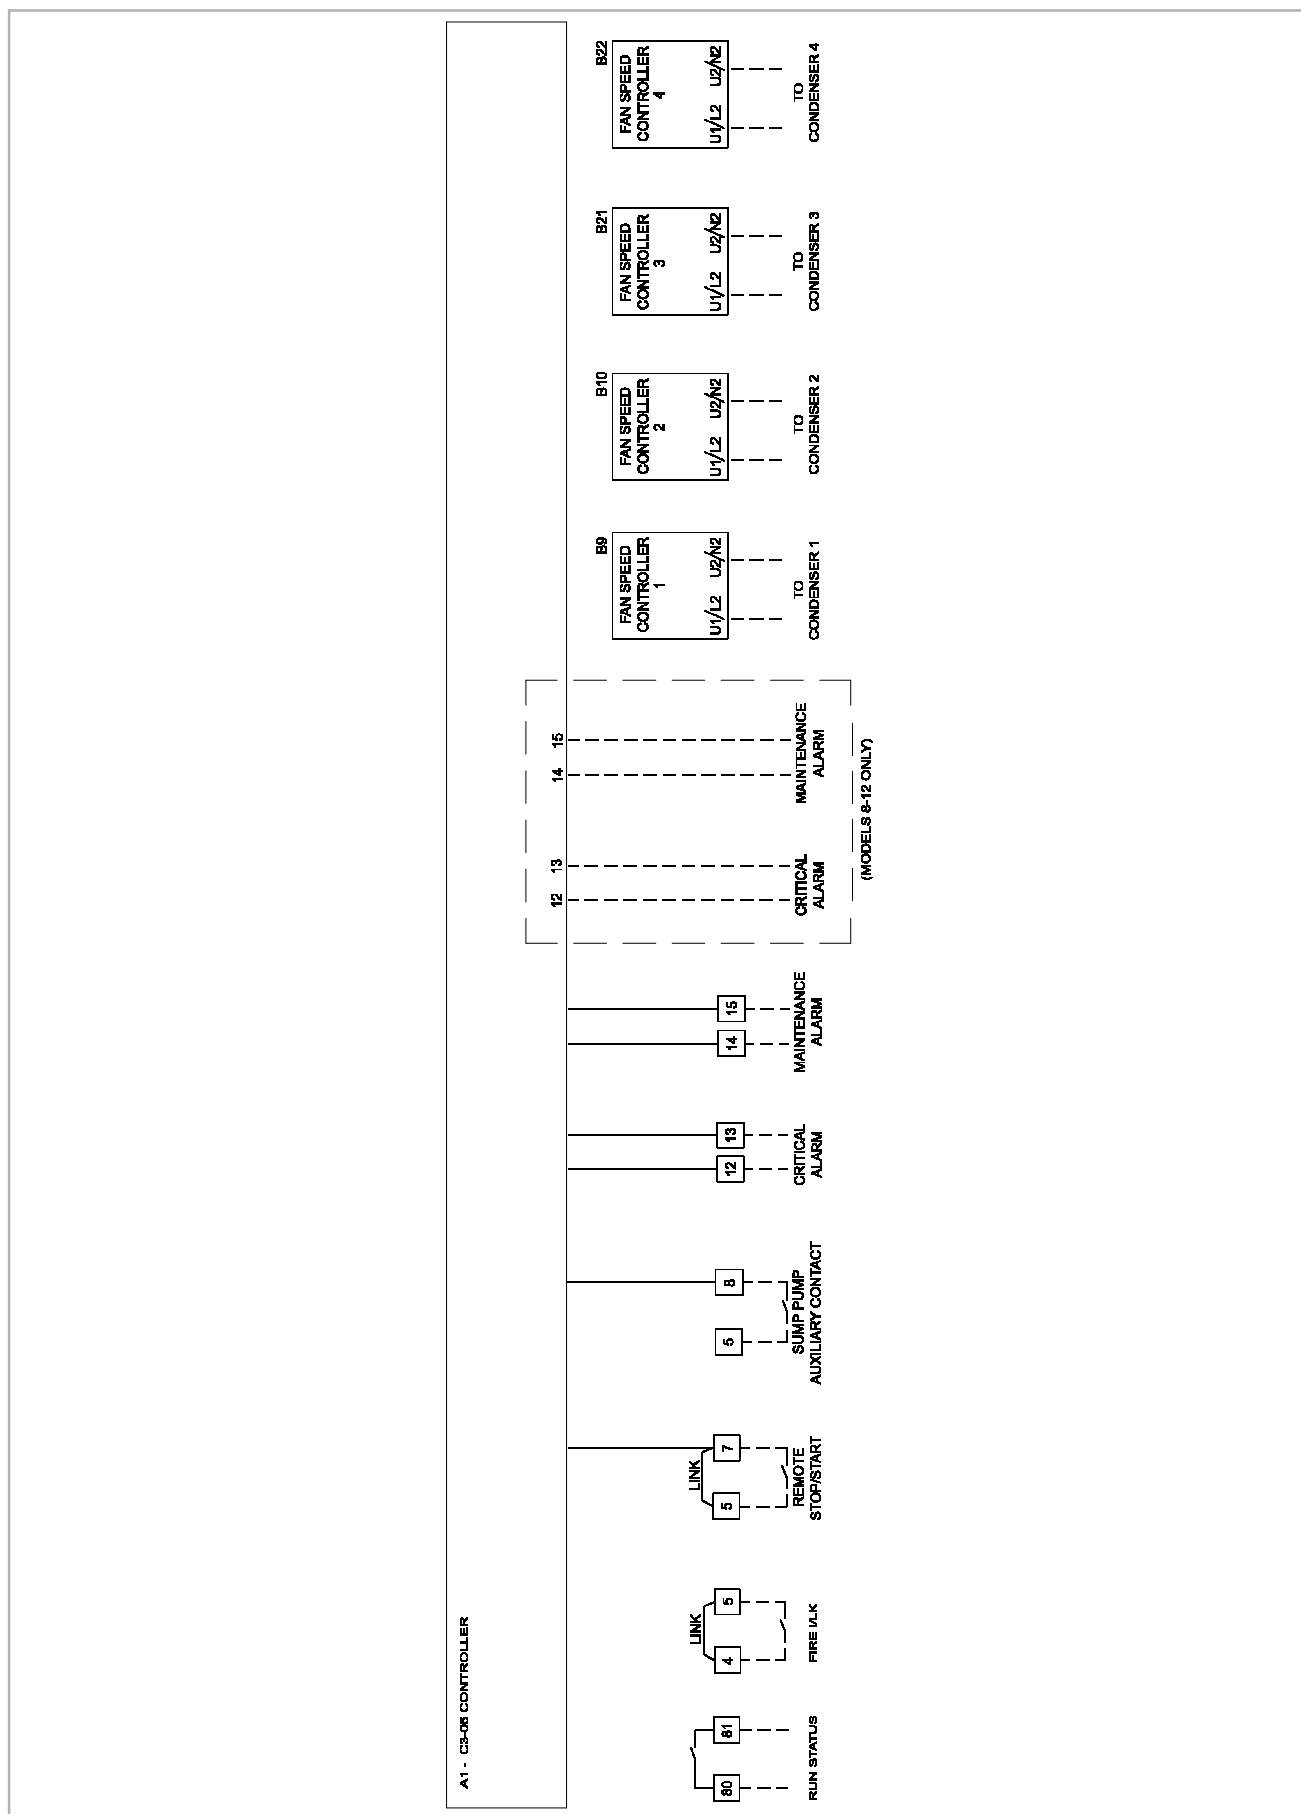 A1 - C3-06 CONTROLLER
80
81
RUN STATUS
LINK
4
5
FIRE I/LK
LINK
5
7
REMOTE
STOP/START
5
8
SUMP PUMP
AUXILIARY CONTACT
12
13
CRITICAL
ALARM
14
15
MAINTENANCE
ALARM
12
13
CRITICAL
ALARM
14
15
MAINTENANCE
ALARM
(MODELS 8-12 ONLY)
B9
FAN SPEED
CONTROLLER
1
U1/L2 U2/N2
TO
CONDENSER 1
B10
FAN SPEED
CONTROLLER
2
U1/L2 U2/N2
TO
CONDENSER 2
B21
FAN SPEED
CONTROLLER
3
U1/L2 U2/N2
TO
CONDENSER 3
B22
FAN SPEED
CONTROLLER
4
U1/L2 U2/N2
TO
CONDENSER 4